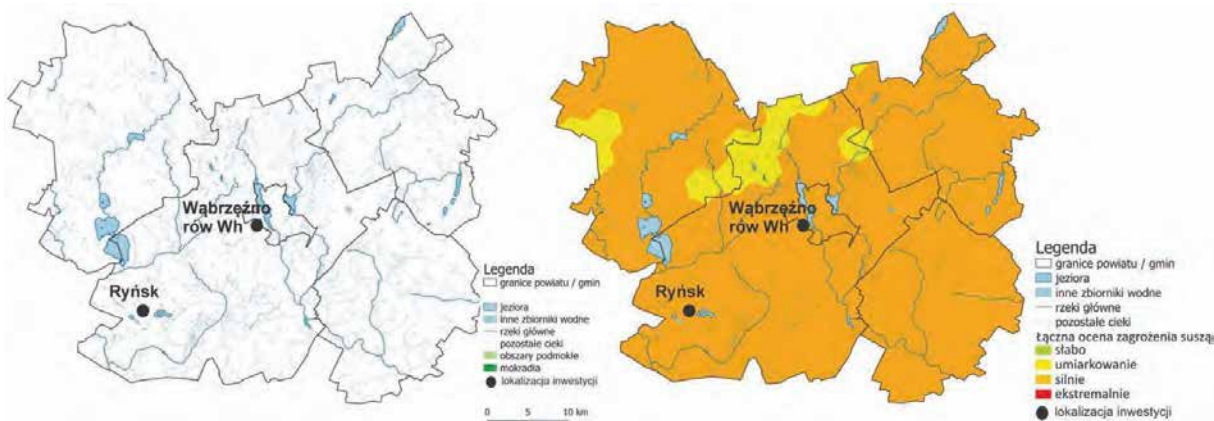 Wąbrzeźno
rów Wh
Ryńsk
Legenda
granice powiatu / gmin
jeziora
inne zbiorniki wodne
rzeki główne
pozostałe cieki
obszary podmokłe
mokradła
lokalizacja inwestycji
0 5 10 km
Wąbrzeźno
rów Wh
Ryńsk
Legenda
granice powiatu / gmin
jeziora
inne zbiorniki wodne
rzeki główne
pozostałe cieki
Łączna ocena zagrożenia suszą
słabo
umiarkowanie
silnie
ekstremalnie
lokalizacja inwestycji